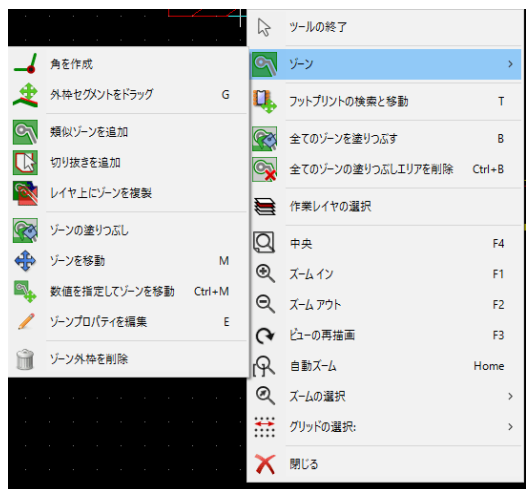 ツールの終了
ゾーン
フットプリントの検索と移動 T
全てのゾーンを塗りつぶす B
全てのゾーンの塗りつぶしエリアを削除 Ctrl+B
作業レイヤの選択
中央 F4
ズーム イン F1
ズーム アウト F2
ビューの再描画 F3
自動ズーム Home
ズームの選択
グリッドの選択:
閉じる
角を作成
外枠セグメントをドラッグ G
類似ゾーンを追加
切り抜きを追加
レイヤ上にゾーンを複製
ゾーンの塗りつぶし
ゾーンを移動 M
数値を指定してゾーンを移動 Ctrl+M
ゾーンプロパティを編集 E
ゾーン外枠を削除